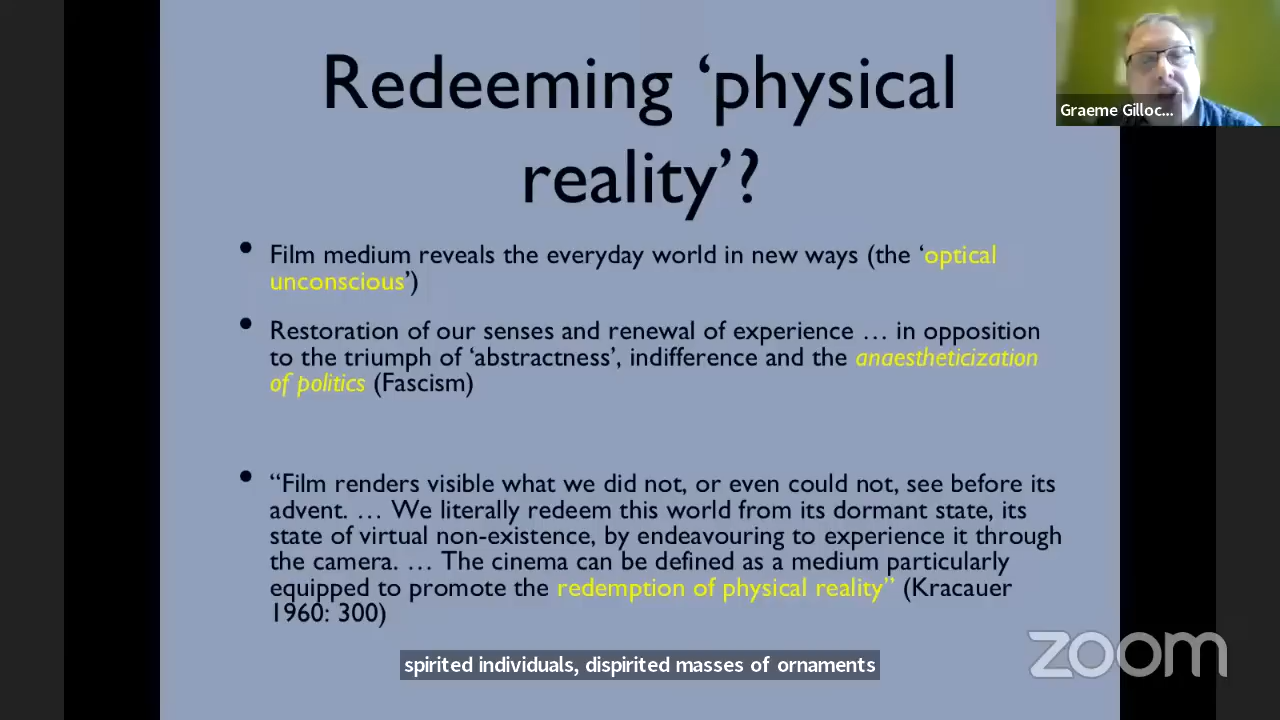 Redeeming ‘physical
reality’?
Graeme Gilloc...
• Film medium reveals the everyday world in new ways (the ‘optical
unconscious’)
• Restoration of our senses and renewal of experience … in opposition
to the triumph of ‘abstractness’, indifference and the anaestheticization
of politics (Fascism)
• “Film renders visible what we did not, or even could not, see before its
advent. … We literally redeem this world from its dormant state, its
state of virtual non-existence, by endeavouring to experience it through
the camera. … The cinema can be defined as a medium particularly
equipped to promote the redemption of physical reality” (Kracauer
1960: 300)
spirited individuals, dispirited masses of ornaments
zoom